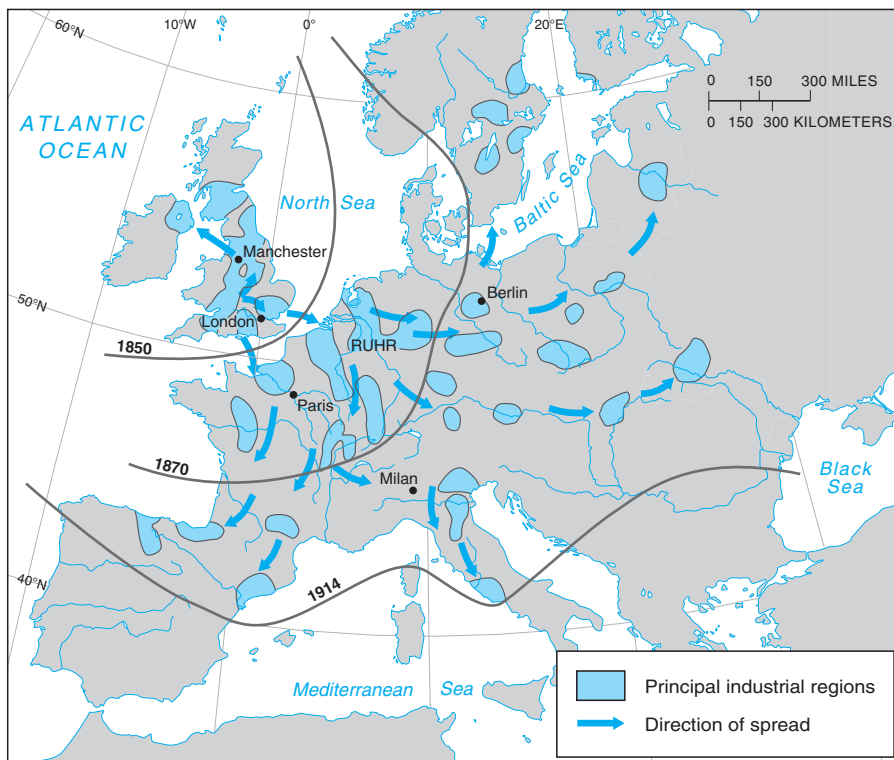 60°N
10°W
0°
20°E
0 150 300 MILES
0 150 300 KILOMETERS
ATLANTIC
OCEAN
North Sea
Baltic Sea
Manchester
50°N
London
Berlin
1850
RUHR
Paris
1870
Milan
Black
Sea
40°N
1914
Mediterranean Sea
Principal industrial regions
Direction of spread